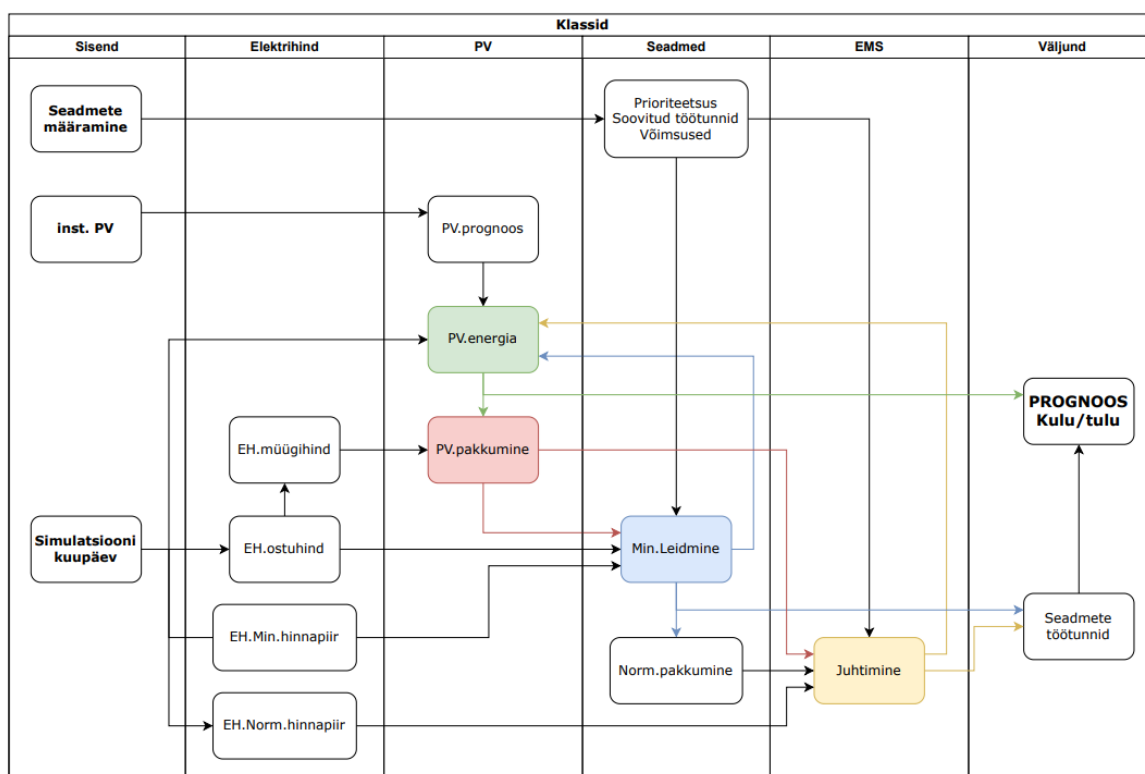 Klassid
Sisend
Elektrihind
PV
Seadmed
EMS
Väljund
Seadmete
määramine
Prioriteetsus
Soovitud töötunnid
Võimsused
inst. PV
PV.prognoos
PV.energia
PROGNOOS
Kulu/tulu
EH.müügihind
PV.pakkumine
Simulatsiooni
kuupäev
EH.ostuhind
Min.Leidmine
EH.Min.hinnapiir
Seadmete
töötunnid
Norm.pakkumine
Juhtimine
EH.Norm.hinnapiir